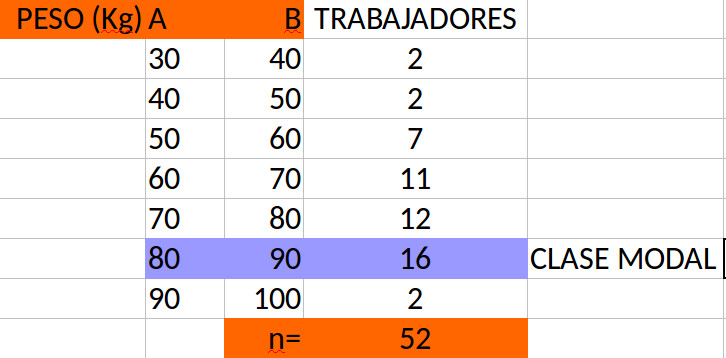 PESO (Kg) A B TRABAJADORES
30 40 2
40 50 2
50 60 7
60 70 11
70 80 12
80 90 16 CLASE MODAL
90 100 2
n= 52